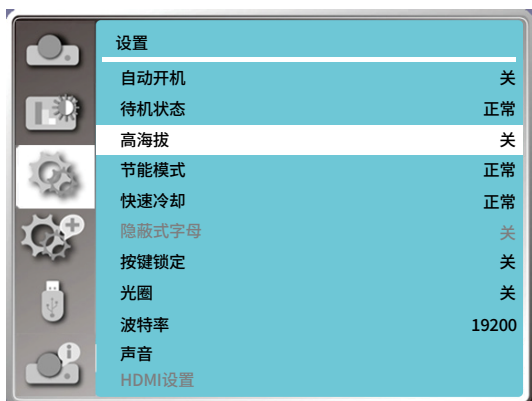 设置
自动开机 关
待机状态 正常
高海拔 关
节能模式 正常
快速冷却 正常
隐蔽式字母 关
按键锁定 关
光圈 关
波特率 19200
声音
HDMI设置